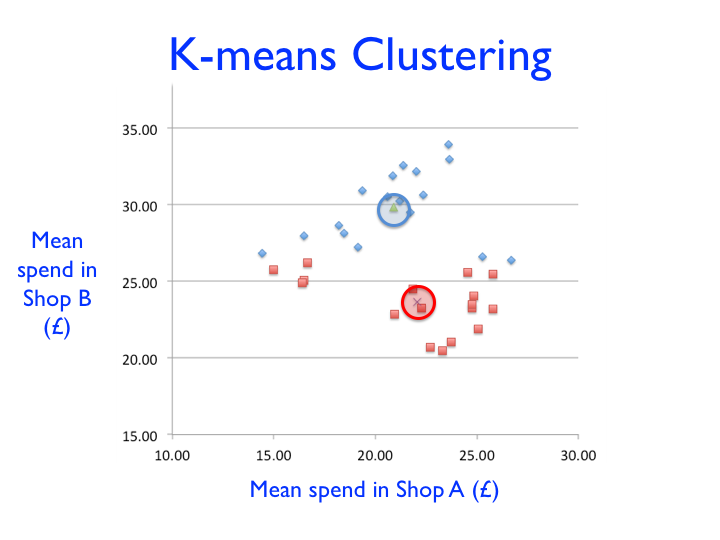 K-means Clustering
35.00
30.00
25.00
20.00
15.00
Mean
spend in
Shop B
(£)
10.00 15.00 20.00 25.00 30.00
Mean spend in Shop A (£)